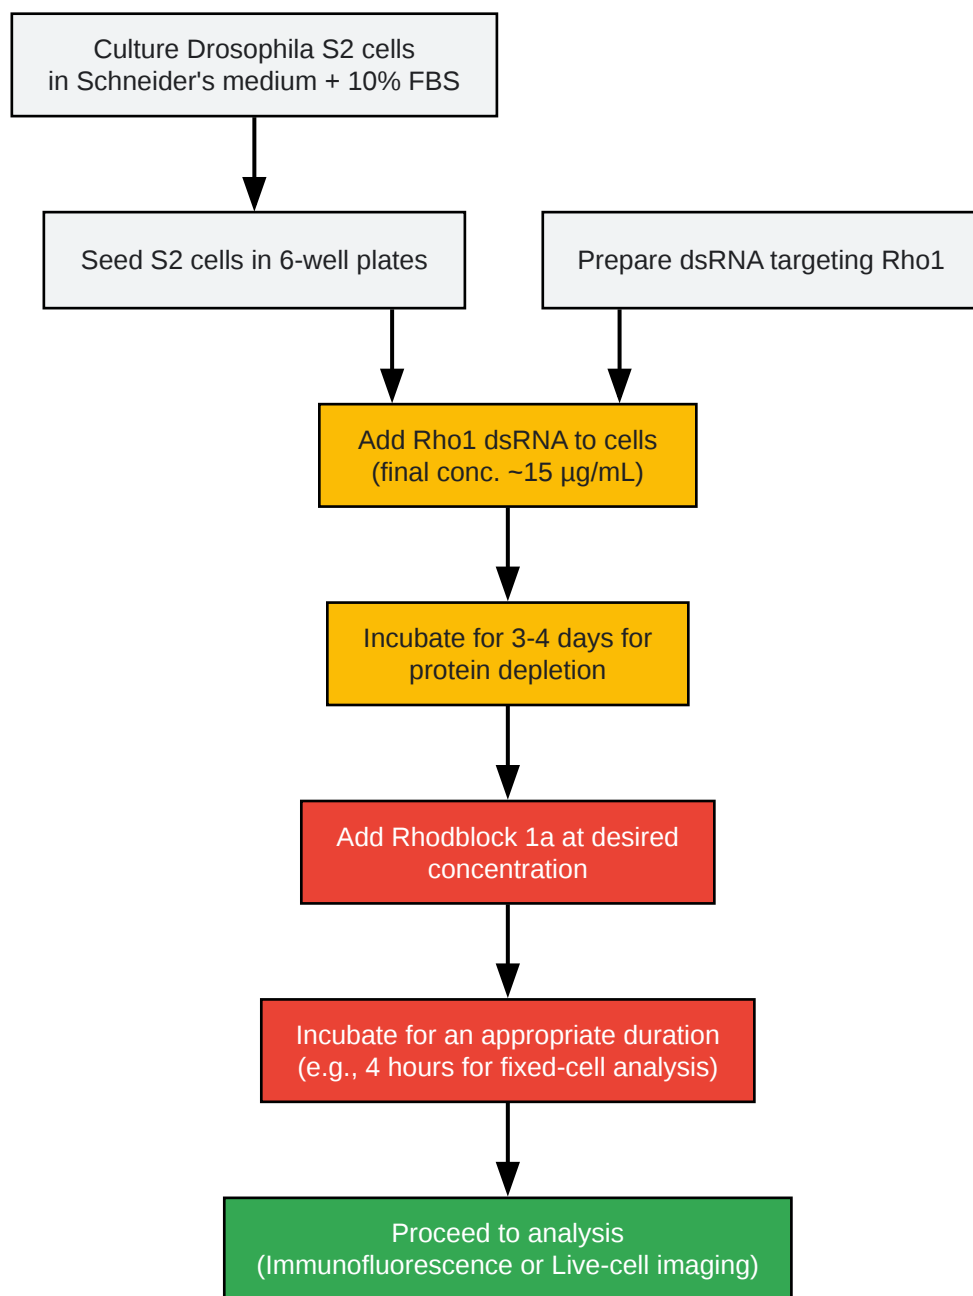 Culture Drosophila S2 cells
in Schneider's medium + 10% FBS
Seed S2 cells in 6-well plates
Prepare dsRNA targeting Rho1
Add Rho1 dsRNA to cells
(final conc. ~15 µg/mL)
Incubate for 3-4 days for
protein depletion
Add Rhodblock 1a at desired
concentration
Incubate for an appropriate duration
(e.g., 4 hours for fixed-cell analysis)
Proceed to analysis
(Immunofluorescence or Live-cell imaging)